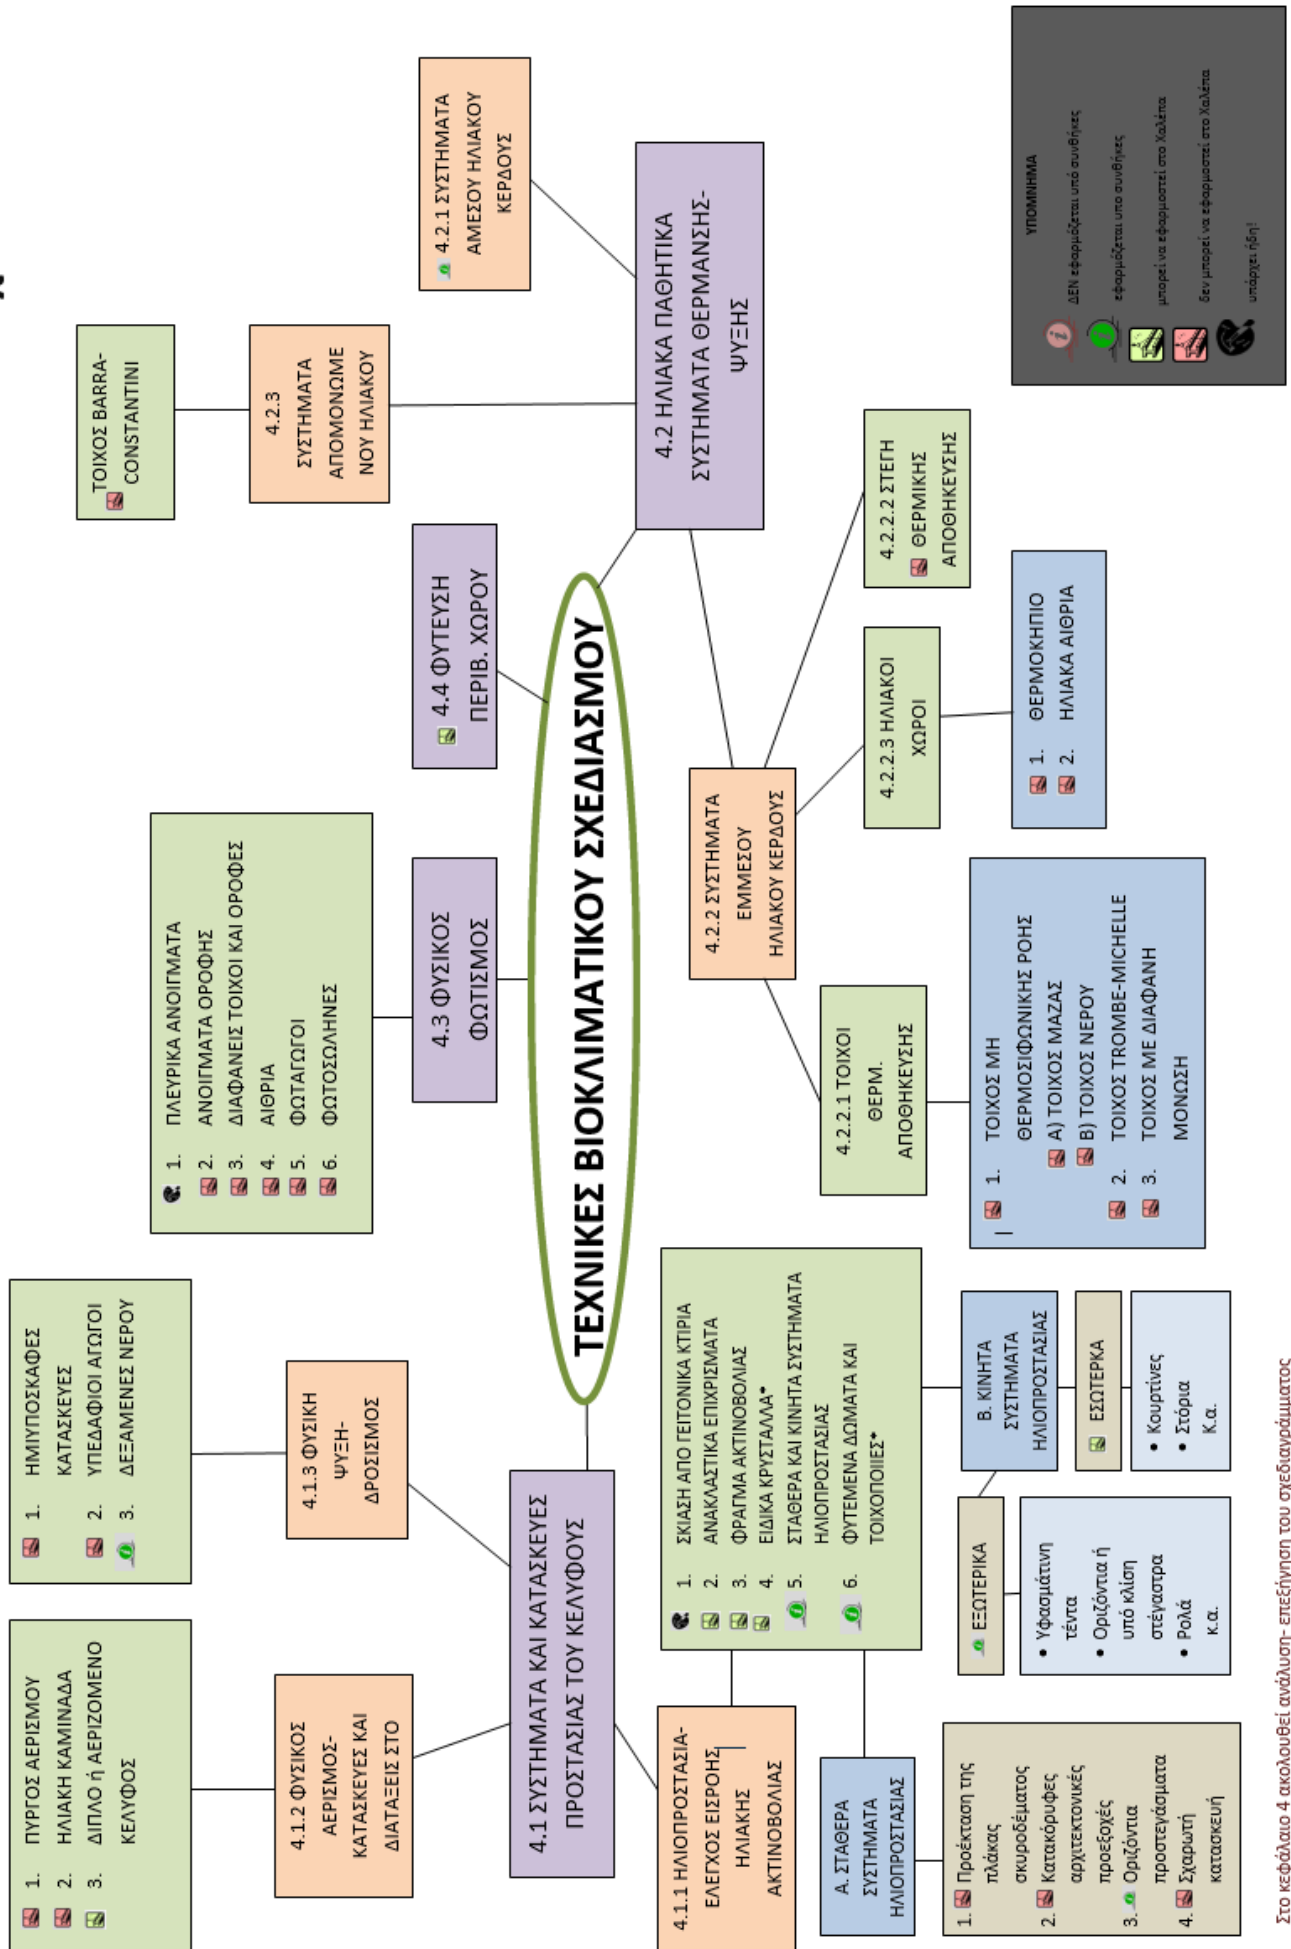 ΠΥΡΓΟΣ ΑΕΡΙΣΜΟΥ
ΗΛΙΑΚΗ ΚΑΜΙΝΑΔΑ
ΔΙΠΛΟ ή ΑΕΡΙΖΟΜΕΝΟ
ΚΕΛΥΦΟΣ
1.
2.
3.
1. ΗΜΙΥΠΟΣΚΑΦΕΣ
ΚΑΤΑΣΚΕΥΕΣ
2. ΥΠΕΔΑΦΙΟΙ ΑΓΩΓΟΙ
3. ΔΕΞΑΜΕΝΕΣ ΝΕΡΟΥ
1. ΠΛΕΥΡΙΚΑ ΑΝΟΙΓΜΑΤΑ
2. ΑΝΟΙΓΜΑΤΑ ΟΡΟΦΗΣ
3. ΔΙΑΦΑΝΕΙΣ ΤΟΙΧΟΙ ΚΑΙ ΟΡΟΦΕΣ
4. ΑΙΘΡΙΑ
5. ΦΩΤΑΓΩΓΟΙ
6. ΦΩΤΟΣΩΛΗΝΕΣ
ΤΟΙΧΟΣ BARRA-
CONSTANTINI
4.1.2 ΦΥΣΙΚΟΣ
ΑΕΡΙΣΜΟΣ-
ΚΑΤΑΣΚΕΥΕΣ ΚΑΙ
ΔΙΑΤΑΞΕΙΣ ΣΤΟ
4.1.3 ΦΥΣΙΚΗ
ΨΥΞΗ-
ΔΡΟΣΙΣΜΟΣ
4.3 ΦΥΣΙΚΟΣ
ΦΩΤΙΣΜΟΣ
4.4 ΦΥΤΕΥΣΗ
ΠΕΡΙΒ. ΧΩΡΟΥ
4.2.3
ΣΥΣΤΗΜΑΤΑ
ΑΠΟΜΟΝΩΜΕ
ΝΟΥ ΗΛΙΑΚΟΥ
4.2.1 ΣΥΣΤΗΜΑΤΑ
ΑΜΕΣΟΥ ΗΛΙΑΚΟΥ
ΚΕΡΔΟΥΣ
4.1 ΣΥΣΤΗΜΑΤΑ ΚΑΙ ΚΑΤΑΣΚΕΥΕΣ
ΠΡΟΣΤΑΣΙΑΣ ΤΟΥ ΚΕΛΥΦΟΥΣ
ΤΕΧΝΙΚΕΣ ΒΙΟΚΛΙΜΑΤΙΚΟΥ ΣΧΕΔΙΑΣΜΟΥ
4.2 ΗΛΙΑΚΑ ΠΑΘΗΤΙΚΑ
ΣΥΣΤΗΜΑΤΑ ΘΕΡΜΑΝΣΗΣ-
ΨΥΞΗΣ
4.1.1 ΗΛΙΟΠΡΟΣΤΑΣΙΑ-
ΕΛΕΓΧΟΣ ΕΙΣΡΟΗΣ
ΗΛΙΑΚΗΣ
ΑΚΤΙΝΟΒΟΛΙΑΣ
1. ΣΚΙΑΣΗ ΑΠΟ ΓΕΙΤΟΝΙΚΑ ΚΤΙΡΙΑ
2. ΑΝΑΚΛΑΣΤΙΚΑ ΕΠΙΧΡΙΣΜΑΤΑ
3. ΦΡΑΓΜΑ ΑΚΤΙΝΟΒΟΛΙΑΣ
4. ΕΙΔΙΚΑ ΚΡΥΣΤΑΛΛΑ*
5. ΣΤΑΘΕΡΑ ΚΑΙ ΚΙΝΗΤΑ ΣΥΣΤΗΜΑΤΑ
ΗΛΙΟΠΡΟΣΤΑΣΙΑΣ
6. ΦΥΤΕΜΕΝΑ ΔΩΜΑΤΑ ΚΑΙ
ΤΟΙΧΟΠΟΙΙΕΣ*
4.2.2 ΣΥΣΤΗΜΑΤΑ
ΕΜΜΕΣΟΥ
ΗΛΙΑΚΟΥ ΚΕΡΔΟΥΣ
4.2.2.1 ΤΟΙΧΟΙ
ΘΕΡΜ.
ΑΠΟΘΗΚΕΥΣΗΣ
4.2.2.3 ΗΛΙΑΚΟΙ
ΧΩΡΟΙ
4.2.2.2 ΣΤΕΓΗ
ΘΕΡΜΙΚΗΣ
ΑΠΟΘΗΚΕΥΣΗΣ
Α. ΣΤΑΘΕΡΑ
ΣΥΣΤΗΜΑΤΑ
ΗΛΙΟΠΡΟΣΤΑΣΙΑΣ
Β. ΚΙΝΗΤΑ
ΣΥΣΤΗΜΑΤΑ
ΗΛΙΟΠΡΟΣΤΑΣΙΑΣ
1. ΤΟΙΧΟΣ ΜΗ
ΘΕΡΜΟΣΙΦΩΝΙΚΗΣ ΡΟΗΣ
Α) ΤΟΙΧΟΣ ΜΑΖΑΣ
Β) ΤΟΙΧΟΣ ΝΕΡΟΥ
2. ΤΟΙΧΟΣ TROMBE-MICHELLE
3. ΤΟΙΧΟΣ ΜΕ ΔΙΑΦΑΝΗ
ΜΟΝΩΣΗ
1. ΘΕΡΜΟΚΗΠΙΟ
2. ΗΛΙΑΚΑ ΑΙΘΡΙΑ
1. Προέκταση της
πλάκας
σκυροδέματος
2. Κατακόρυφες
αρχιτεκτονικές
προεξοχές
3. Οριζόντια
προστεγάσματα
4. Σχαρωτή
κατασκευή
ΕΞΩΤΕΡΙΚΑ
• Υφασμάτινη
τέντα
• Οριζόντια ή
υπό κλίση
στέγαστρα
• Ρολά
κ.α.
ΕΣΩΤΕΡΚΑ
• Κουρτίνες
• Στόρια
Κ.α.
ΥΠΟΜΝΗΜΑ
ΔΕΝ εφαρμόζεται υπό συνθήκες
εφαρμόζεται υπο συνθήκες
μπορεί να εφαρμοστεί στο Χαλέπα
δεν μπορεί να εφαρμοστεί στο Χαλέπα
υπάρχει ήδη!
Στο κεφάλαιο 4 ακολουθεί ανάλυση- επεξήγηση του σχεδιαγράμματος